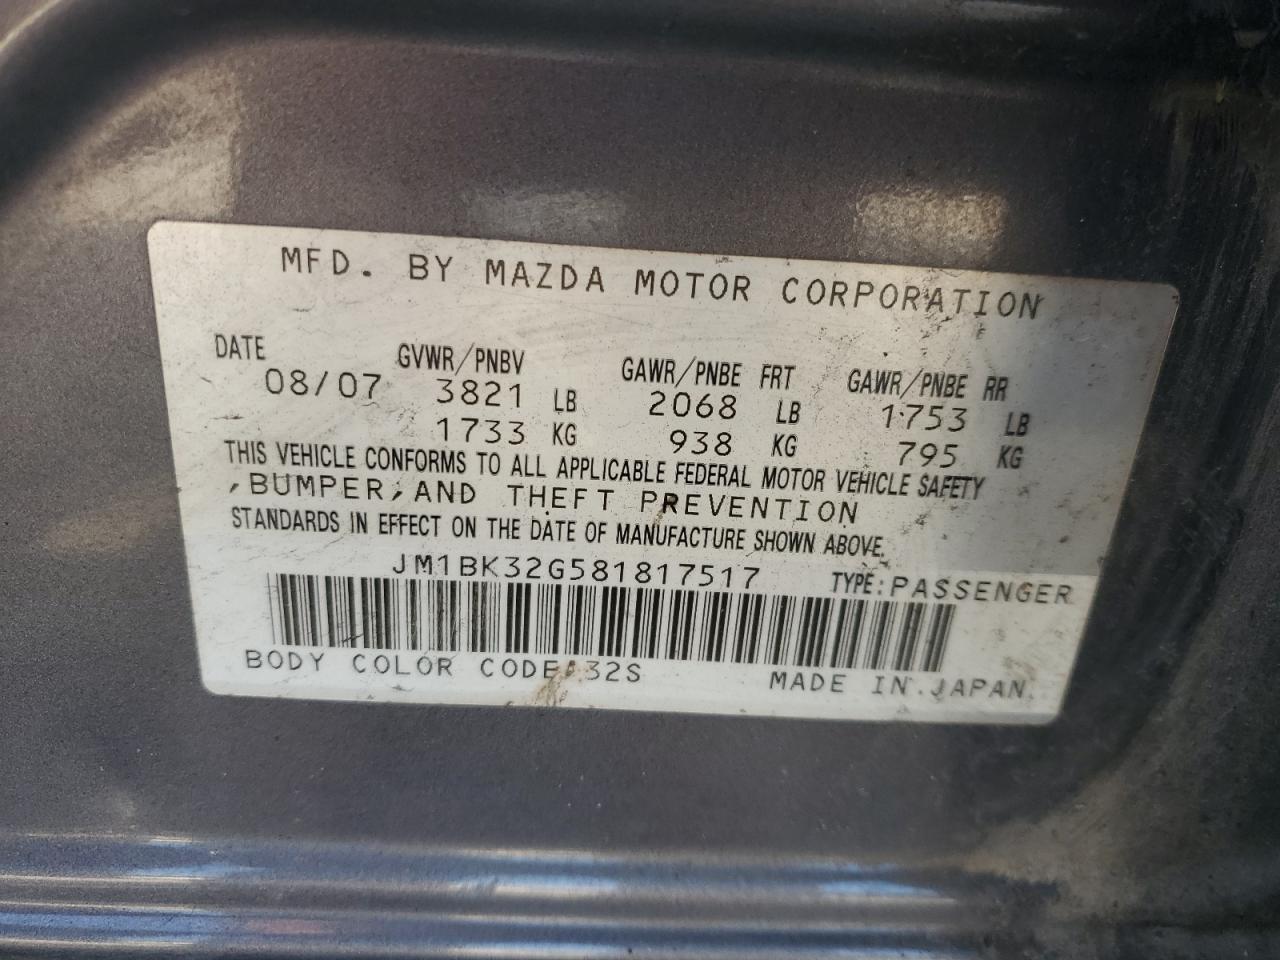 MFD. BY MAZDA MOTOR CORPORATION
DATE GVWR/PNBV GAWR/PNBE FRT GAWR/PNBE RR
08/07 3821 LB 2068 LB 1753 LB
1733 KG 938 KG 795 KG
THIS VEHICLE CONFORMS TO ALL APPLICABLE FEDERAL MOTOR VEHICLE SAFETY
,BUMPER,AND THEFT PREVENTION
STANDARDS IN EFFECT ON THE DATE OF MANUFACTURE SHOWN ABOVE.
JM1BK32G581817517 TYPE:PASSENGER
BODY COLOR CODE:32S MADE IN JAPAN